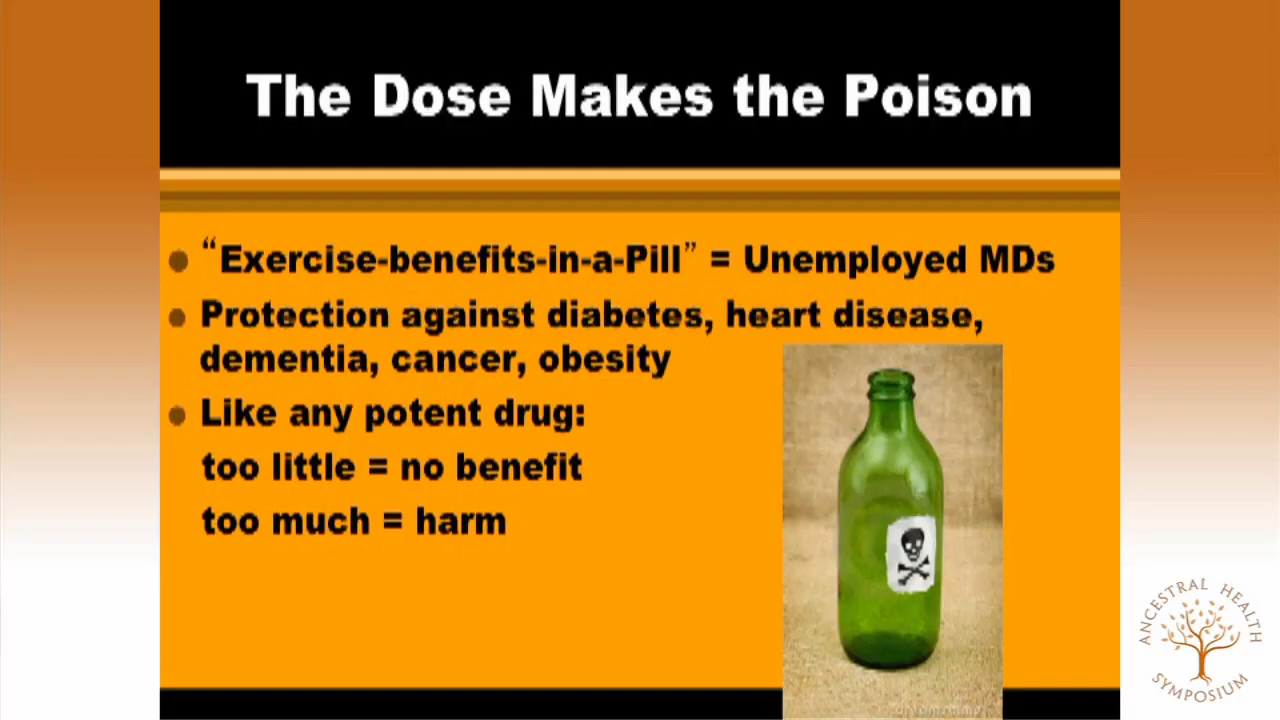 The Dose Makes the Poison
“Exercise-benefits-in-a-Pill” = Unemployed MDs
Protection against diabetes, heart disease,
dementia, cancer, obesity
Like any potent drug:
too little = no benefit
too much = harm
ANCESTRAL HEALTH
SYMPOSIUM